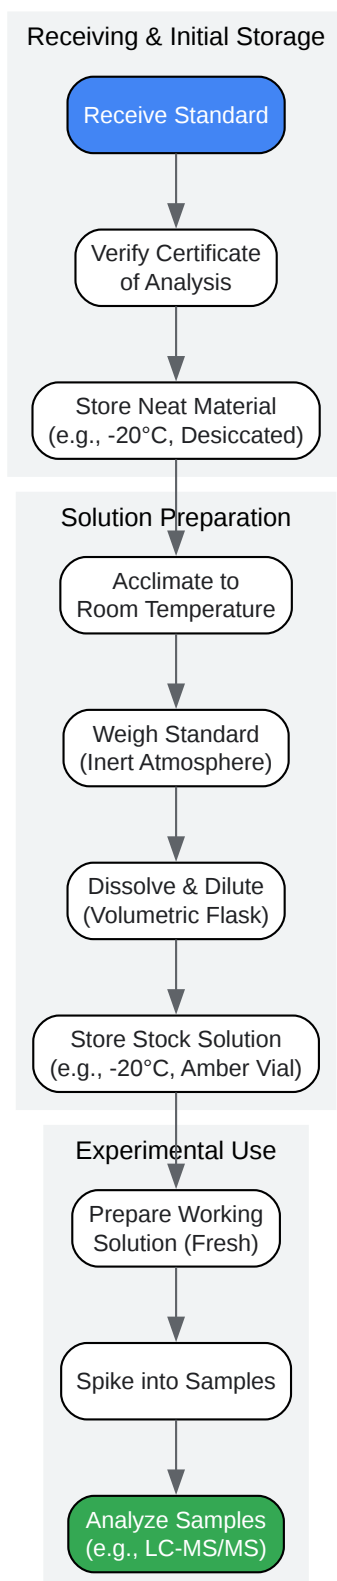 Receiving & Initial Storage
Receive Standard
Verify Certificate
of Analysis
Store Neat Material
(e.g., -20°C, Desiccated)
Solution Preparation
Acclimate to
Room Temperature
Weigh Standard
(Inert Atmosphere)
Dissolve & Dilute
(Volumetric Flask)
Store Stock Solution
(e.g., -20°C, Amber Vial)
Experimental Use
Prepare Working
Solution (Fresh)
Spike into Samples
Analyze Samples
(e.g., LC-MS/MS)